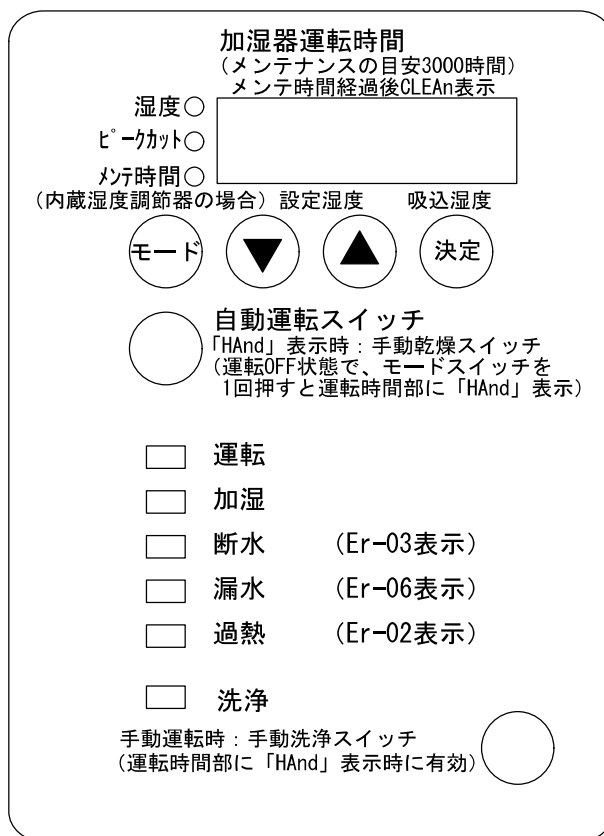 加湿器運転時間
(メンテナンスの目安3000時間)
メンテ時間経過後CLEAn表示
湿度
ピークカット
メンテ時間
(内蔵湿度調節器の場合) 設定湿度 吸込湿度
モード ▼ ▲ 決定
自動運転スイッチ
「HAnd」表示時：手動乾燥スイッチ
(運転OFF状態で、モードスイッチを
1回押すと運転時間部に「HAnd」表示)
運転
加湿
断水 (Er-03表示)
漏水 (Er-06表示)
過熱 (Er-02表示)
洗浄
手動運転時：手動洗浄スイッチ
(運転時間部に「HAnd」表示時に有効)